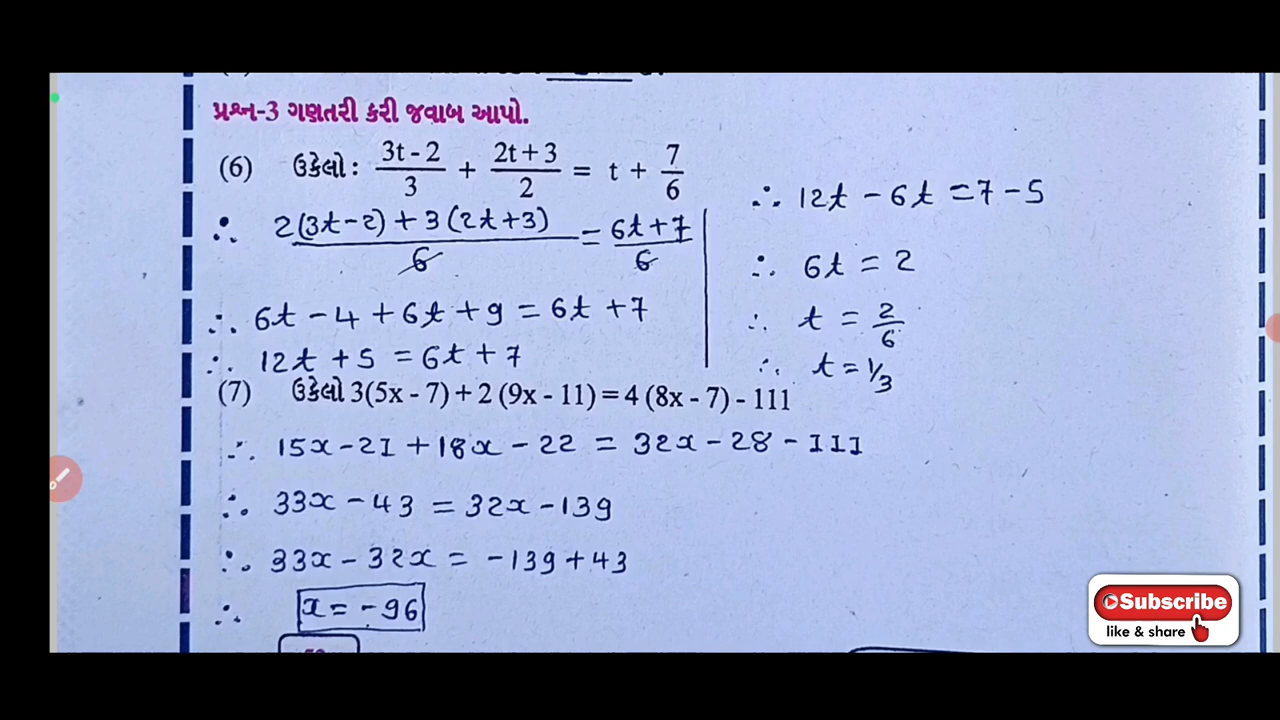 પ્રશ્ન-3 ગણતરી કરી જવાબ આપો.
(6) ઉકેલો: (3t - 2)/3 + (2t + 3)/2 = t + 7/6
∴ (2(3t-2) + 3(2t+3))/6 = (6t+7)/6
∴ 6t - 4 + 6t + 9 = 6t + 7
∴ 12t + 5 = 6t + 7
∴ 12t - 6t = 7 - 5
∴ 6t = 2
∴ t = 2/6
∴ t = 1/3
(7) ઉકેલો 3(5x - 7) + 2 (9x - 11) = 4 (8x - 7) - 111
∴ 15x - 21 + 18x - 22 = 32x - 28 - 111
∴ 33x - 43 = 32x - 139
∴ 33x - 32x = -139 + 43
∴ x = -96
Subscribe
like & share